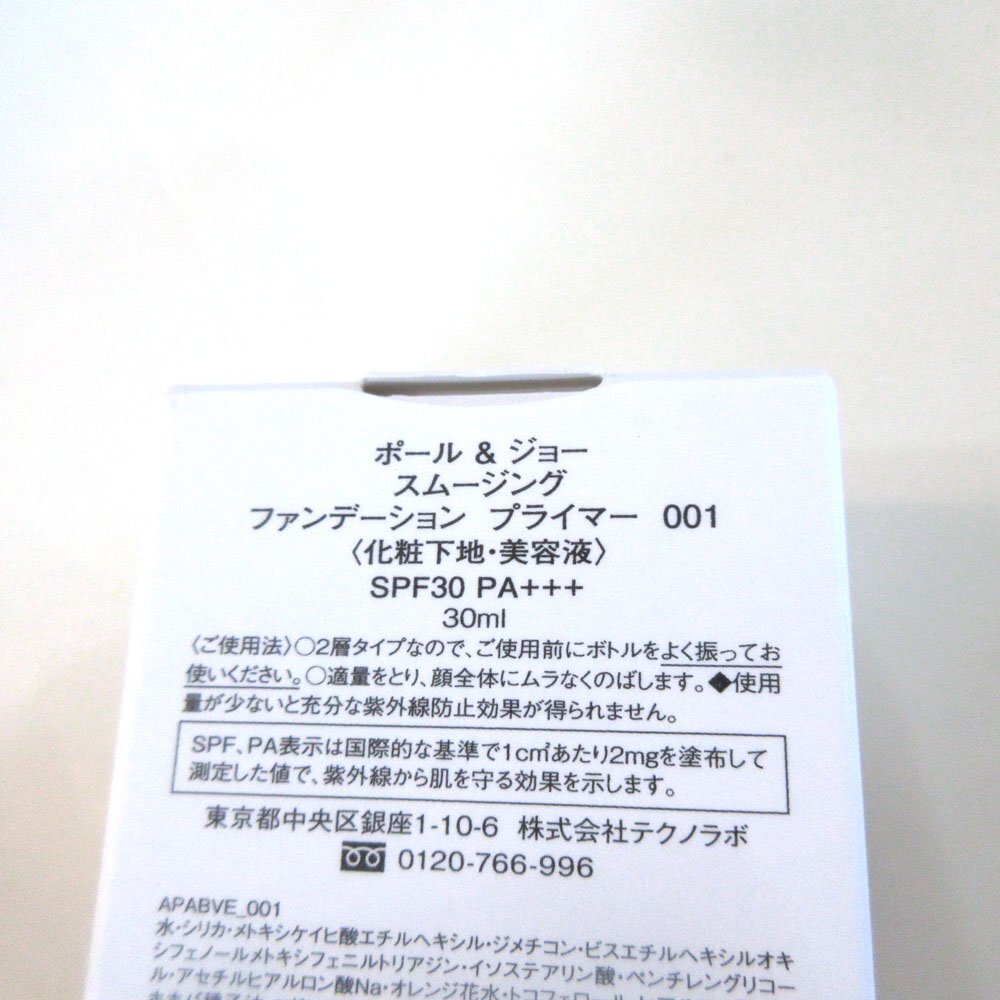 ポール & ジョー
スムージング
ファンデーション プライマー 001
〈化粧下地・美容液〉
SPF30 PA+++
30ml
〈ご使用法〉○2層タイプなので、ご使用前にボトルをよく振ってお
使いください。○適量をとり、顔全体にムラなくのばします。◆使用
量が少ないと充分な紫外線防止効果が得られません。
SPF、PA表示は国際的な基準で1c㎡あたり2mgを塗布して
測定した値で、紫外線から肌を守る効果を示します。
東京都中央区銀座1-10-6 株式会社テクノラボ
0120-766-996
APABVE_001
水・シリカ・メトキシケイヒ酸エチルヘキシル・ジメチコン・ビスエチルヘキシルオキ
シフェノールメトキシフェニルトリアジン・イソステアリン酸・ペンチレングリコー
ル・アセチルヒアルロン酸Na・オレンジ花水・トコフェロール